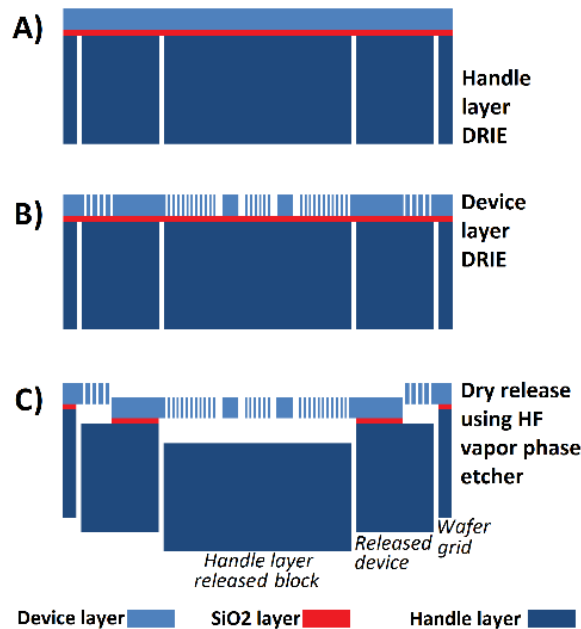 A)
Handle
layer
DRIE
B)
Device
layer
DRIE
C)
Dry release
using HF
vapor phase
etcher
Handle layer
released block
Released
device
Wafer
grid
Device layer
SiO2 layer
Handle layer